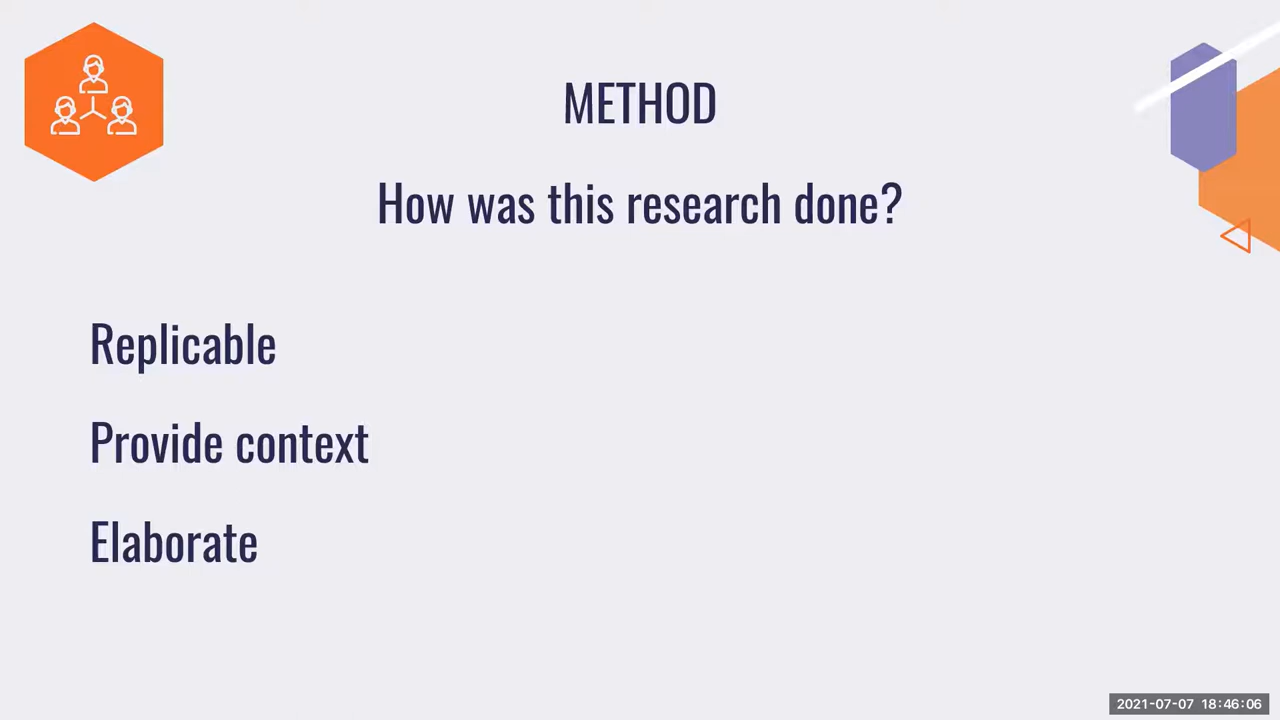 METHOD
How was this research done?
Replicable
Provide context
Elaborate
2021-07-07 18:46:06